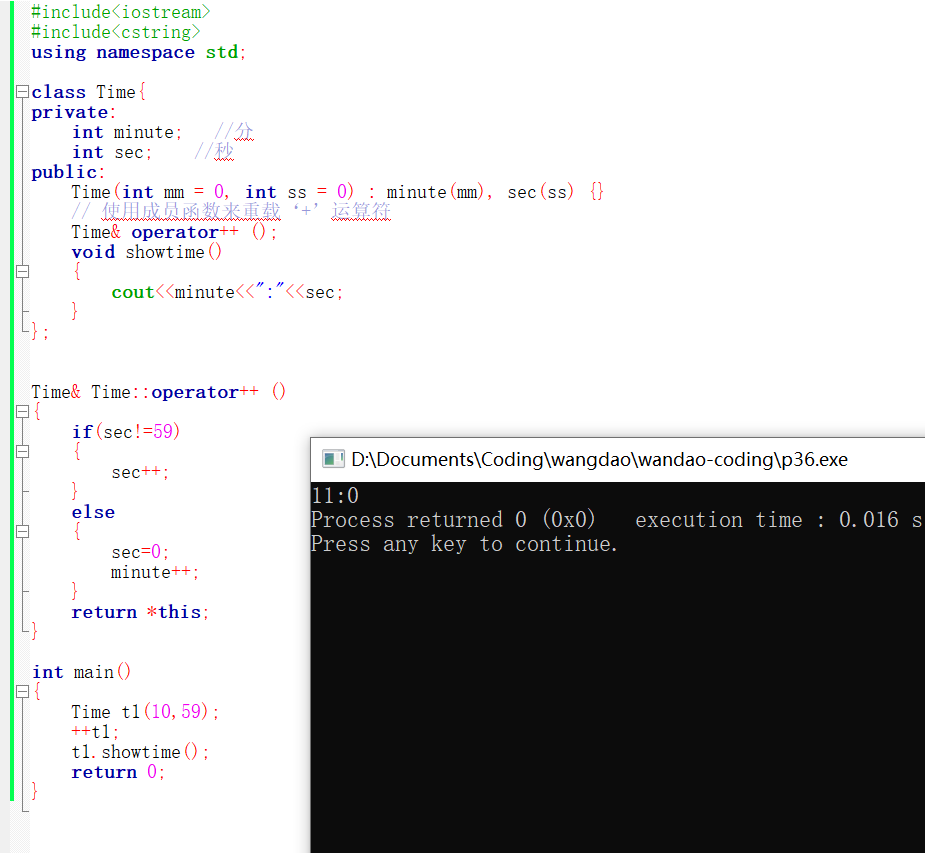 #include<iostream>
#include<cstring>
using namespace std;
class Time{
private:
    int minute;   //分
    int sec;    //秒
public:
    Time(int mm = 0, int ss = 0) : minute(mm), sec(ss) {}
    // 使用成员函数来重载‘+’运算符
    Time& operator++ ();
    void showtime()
    {
        cout<<minute<<":"<<sec;
    }
};
Time& Time::operator++ ()
{
    if(sec!=59)
    {
        sec++;
    }
    else
    {
        sec=0;
        minute++;
    }
    return *this;
}
int main()
{
    Time t1(10,59);
    ++t1;
    t1.showtime();
    return 0;
}
D:\Documents\Coding\wangdao\wandao-coding\p36.exe
11:0
Process returned 0 (0x0)   execution time : 0.016 s
Press any key to continue.